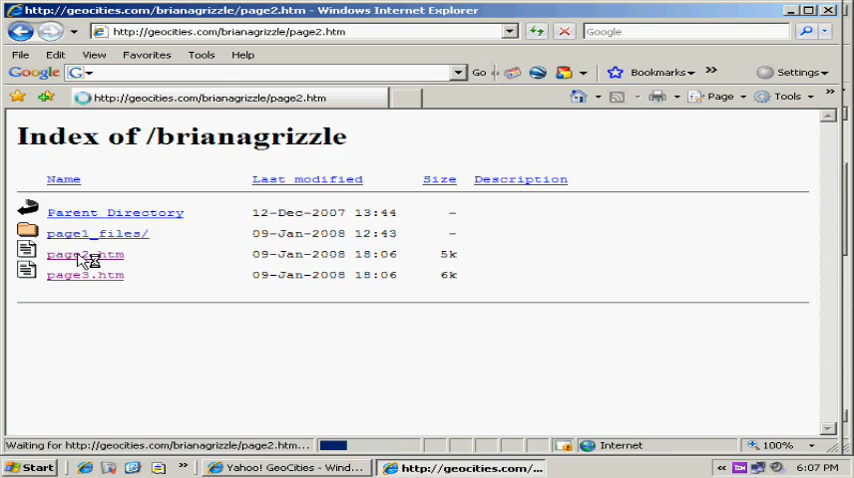 http://geocities.com/brianagrizzle/page2.htm - Windows Internet Explorer
http://geocities.com/brianagrizzle/page2.htm
Google
File Edit View Favorites Tools Help
Google G Go Bookmarks » Settings
http://geocities.com/brianagrizzle/page2.htm Page Tools »
Index of /brianagrizzle
Name Last modified Size Description
Parent Directory 12-Dec-2007 13:44 -
page1_files/ 09-Jan-2008 12:43 -
page2.htm 09-Jan-2008 18:06 5k
page3.htm 09-Jan-2008 18:06 6k
Waiting for http://geocities.com/brianagrizzle/page2.htm... Internet 100%
Start » Yahoo! GeoCities - Wind... http://geocities.com/... « 6:07 PM